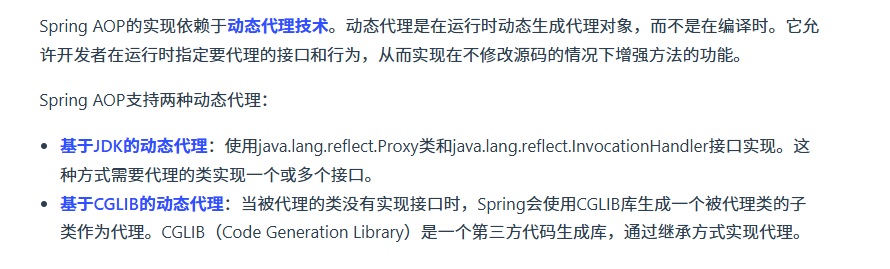 Spring AOP的实现依赖于动态代理技术。动态代理是在运行时动态生成代理对象，而不是在编译时。它允
许开发者在运行时指定要代理的接口和行为，从而实现在不修改源码的情况下增强方法的功能。
Spring AOP支持两种动态代理：
• 基于JDK的动态代理：使用java.lang.reflect.Proxy类和java.lang.reflect.InvocationHandler接口实现。这
种方式需要代理的类实现一个或多个接口。
• 基于CGLIB的动态代理：当被代理的类没有实现接口时，Spring会使用CGLIB库生成一个被代理类的子
类作为代理。CGLIB（Code Generation Library）是一个第三方代码生成库，通过继承方式实现代理。